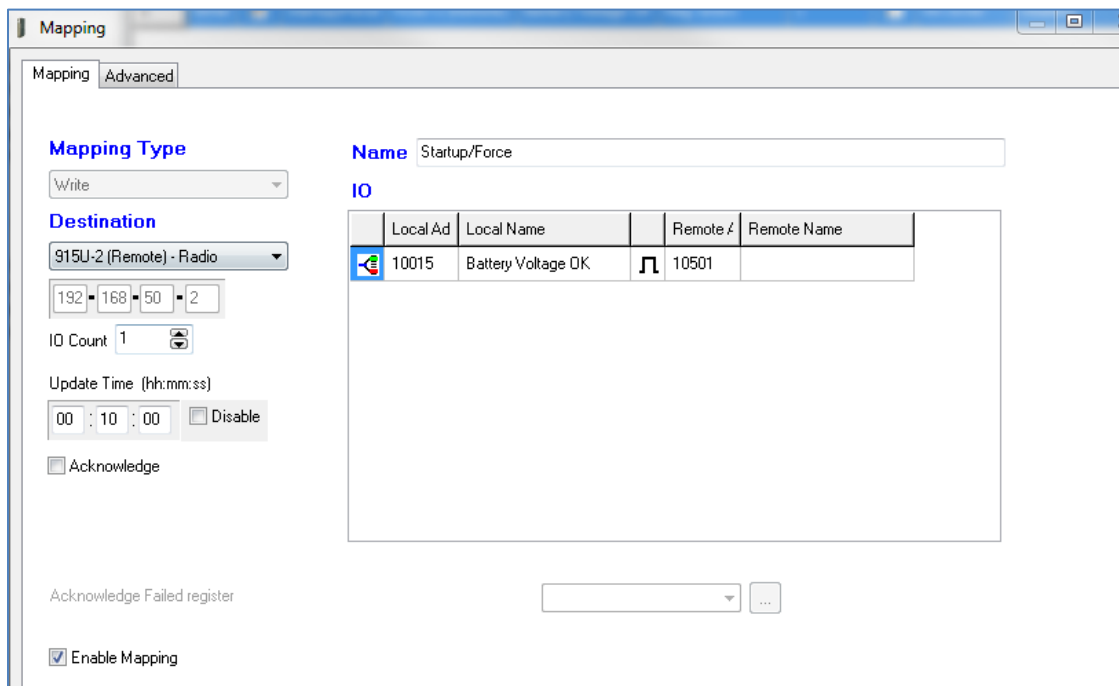 Mapping
Mapping Advanced
Mapping Type
Write
Destination
915U-2 (Remote) - Radio
192 168 50 2
IO Count 1
Update Time (hh:mm:ss)
00 : 10 : 00 Disable
Acknowledge
Name Startup/Force
IO
Local Ad Local Name Remote Remote Name
10015 Battery Voltage OK 10501
Acknowledge Failed register
...
Enable Mapping